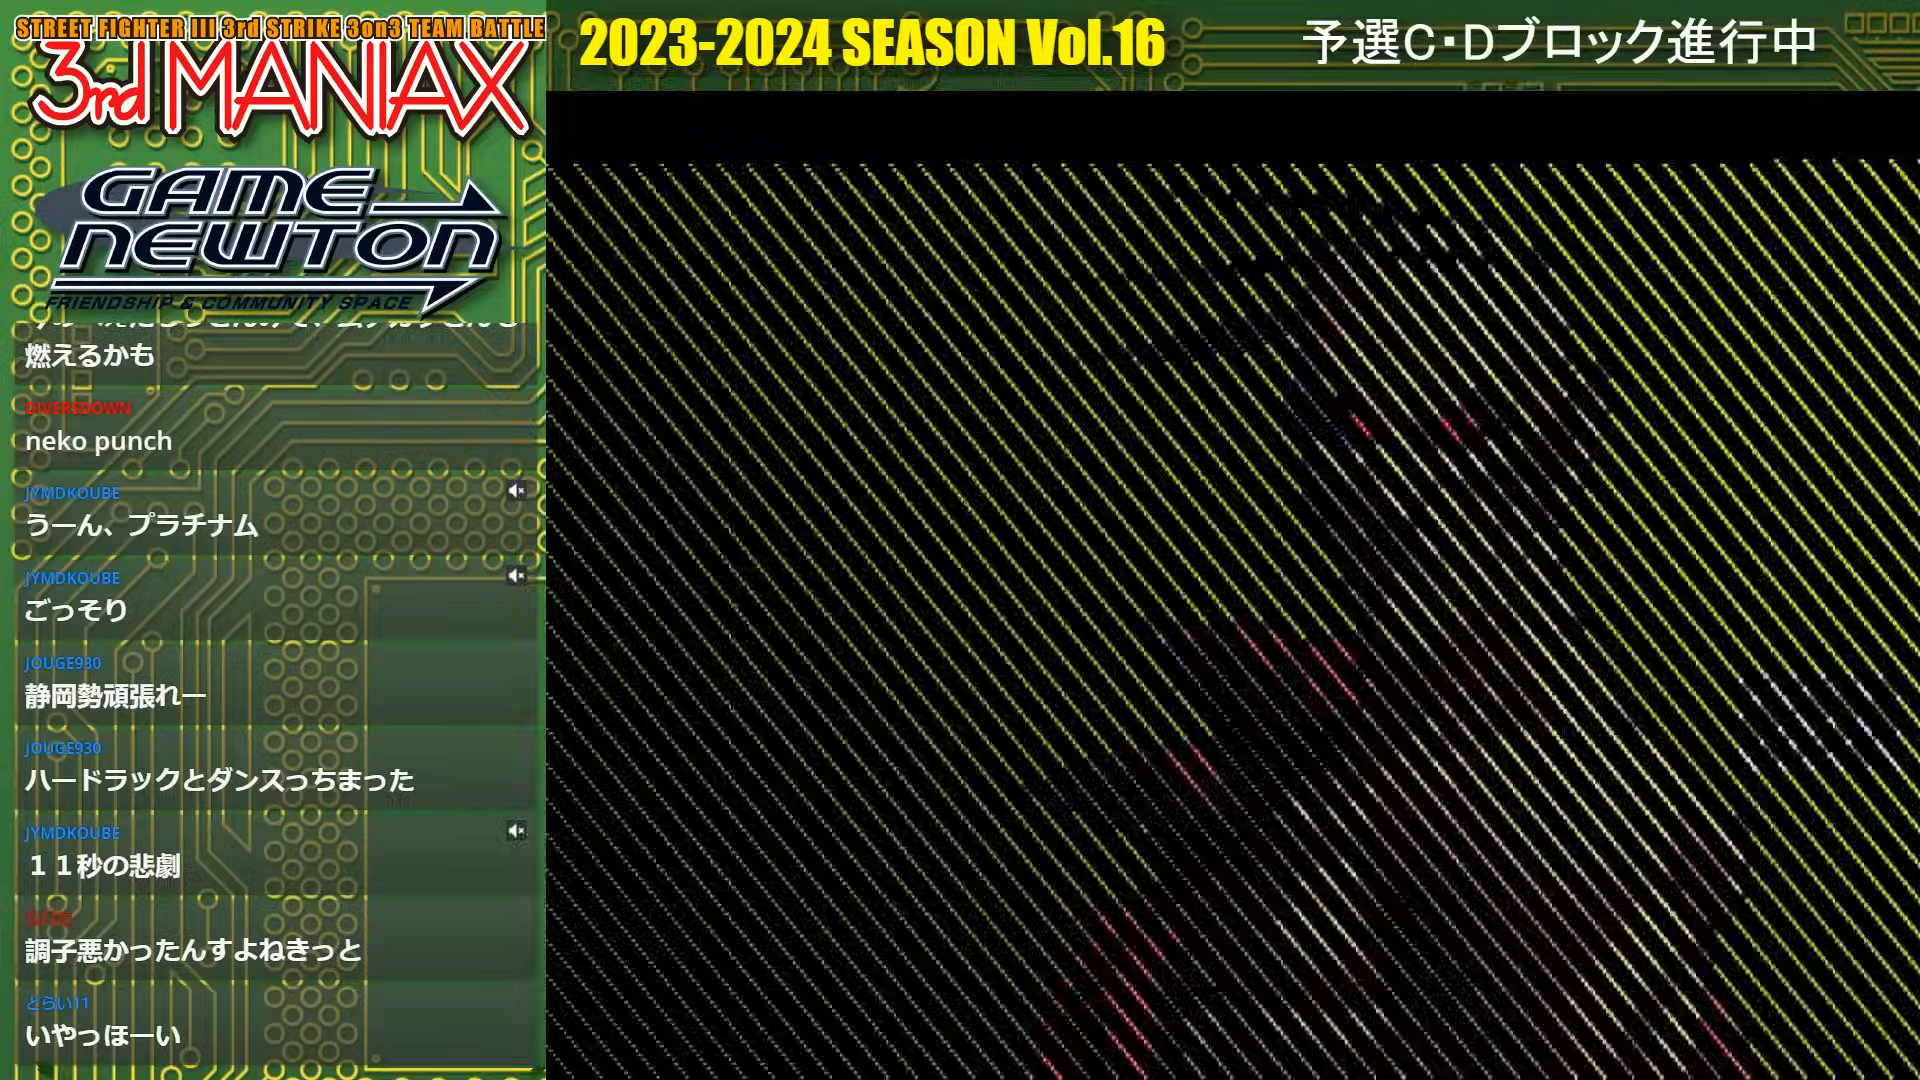 STREET FIGHTER III 3rd STRIKE 3on3 TEAM BATTLE
3rd MANIAX
GAME
NEWTON
FRIENDSHIP & COMMUNITY SPACE
2023-2024 SEASON Vol.16
予選C・Dブロック進行中
燃えるかも
DIVERSDOWN
neko punch
JYMDKOUBE
うーん、プラチナム
JYMDKOUBE
ごっそり
JOUGE930
静岡勢頑張れー
JOUGE930
ハードラックとダンスっちまった
JYMDKOUBE
１１秒の悲劇
調子悪かったんすよねきっと
とらい11
いやっほーい